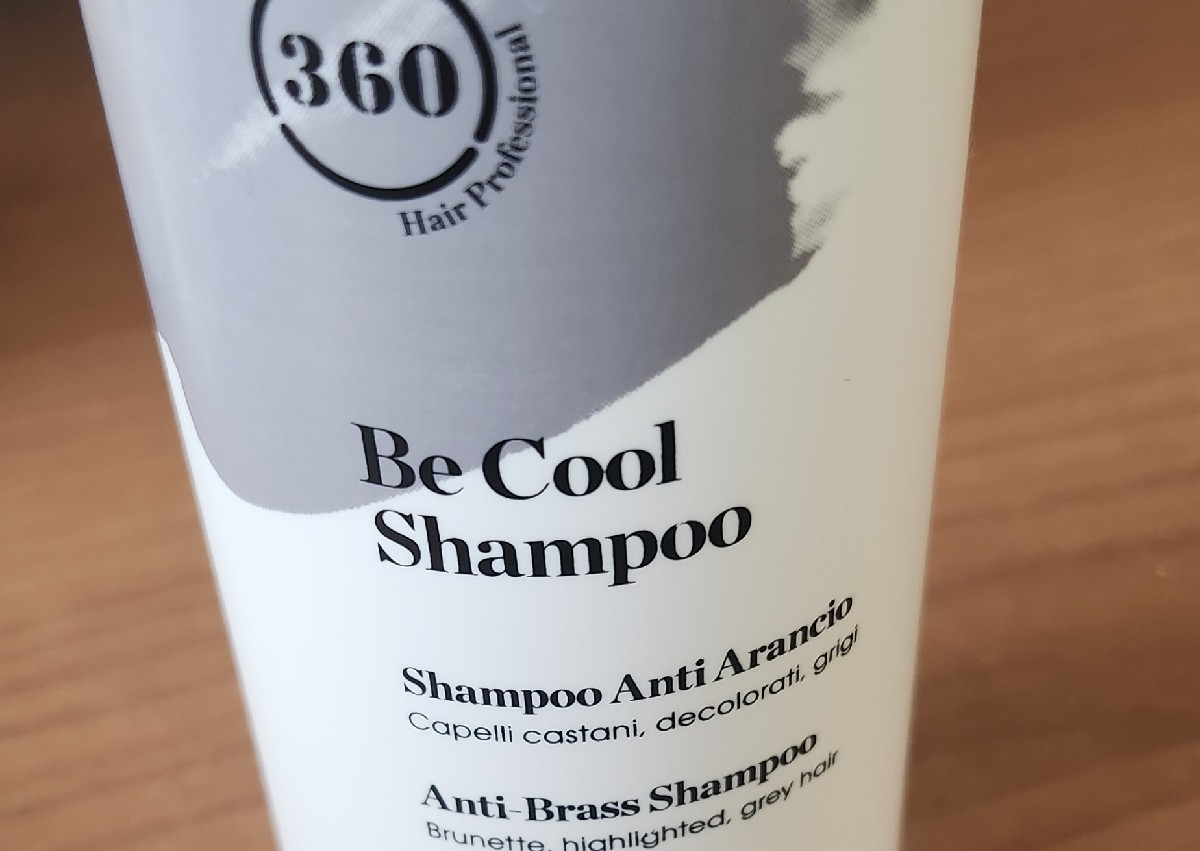 360
Hair Professional
Be Cool
Shampoo
Shampoo Anti Arancio
Capelli castani, decolorati, grigi
Anti-Brass Shampoo
Brunette, highlighted, grey hair